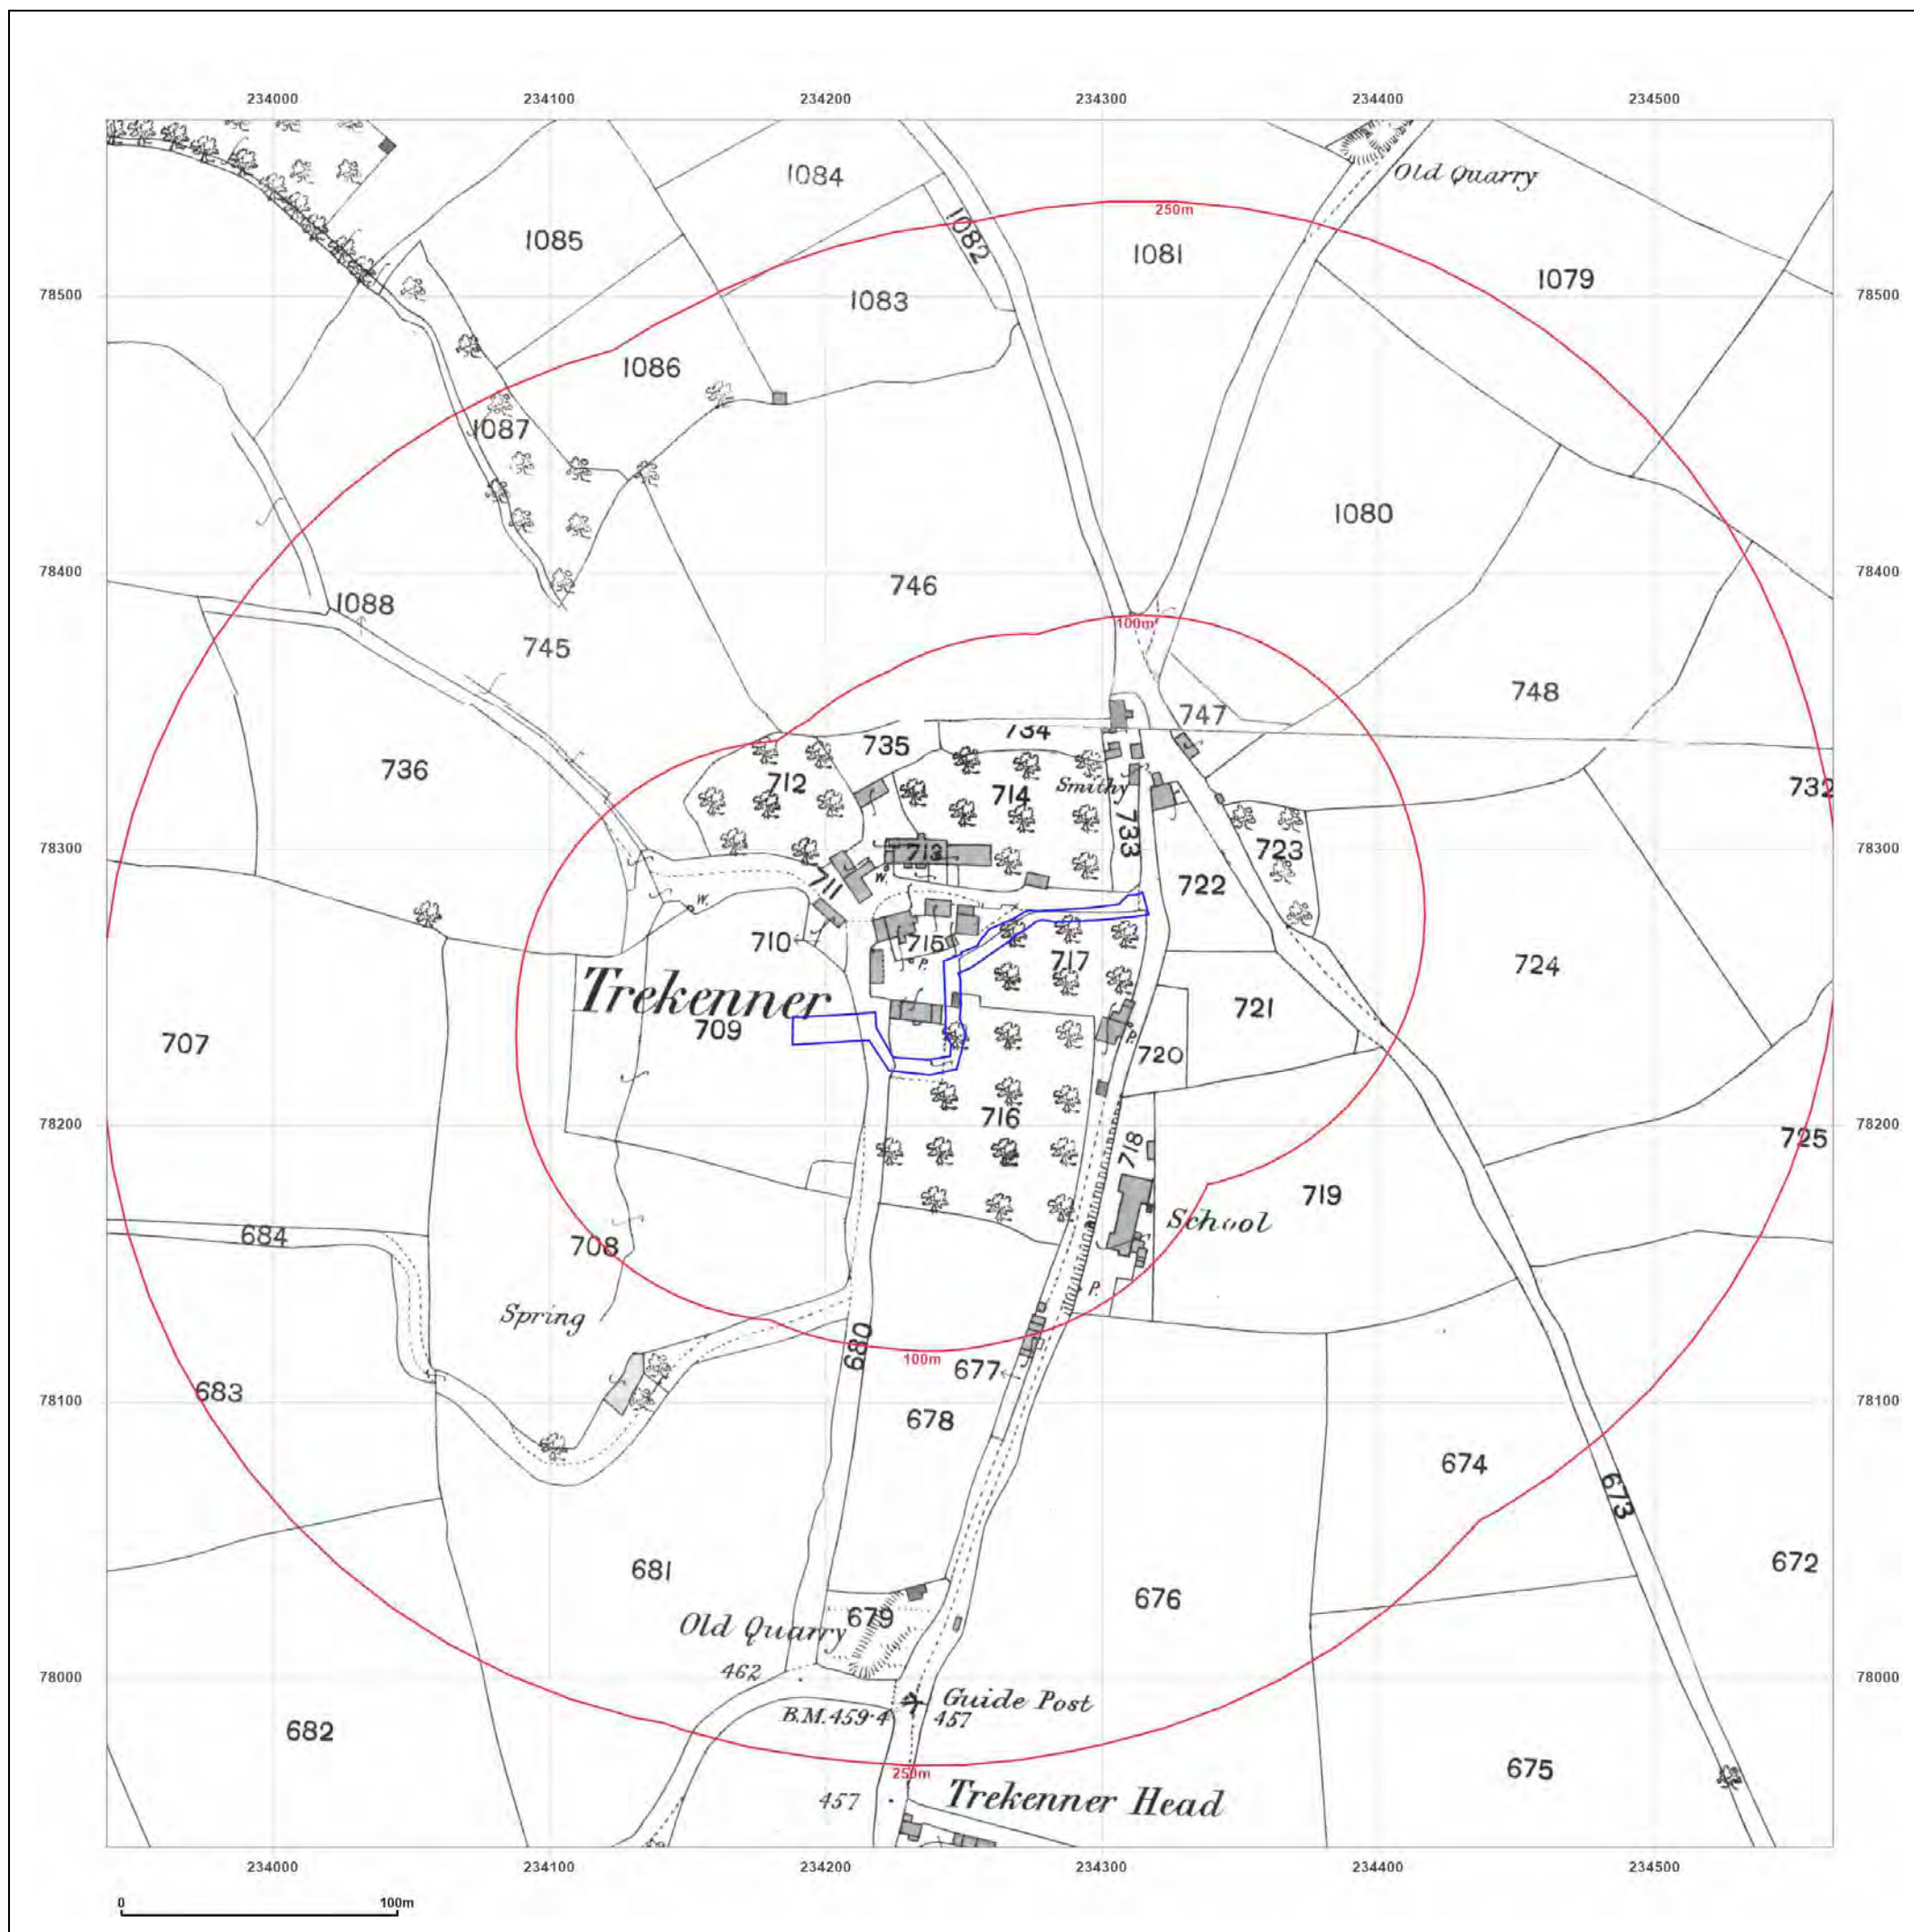 234000 234100 234200 234300 234400 234500
Old Quarry
1084
250m
1082
1085
1081
1079
78500 78500
1083
1086
1087
1080
78400 78400
746
1088
100m
745
748
747
734
735
736
712
714
Smithy
732
733
78300 78300
713
723
711
W.
722
W.
710
715
717
724
P.
Trekenner
721
709
707
P.
720
716
78200 78200
725
718
719
School
684
708
P.
Spring
680
100m
677
683
78100 78100
678
674
673
672
681
676
679
Old Quarry
462
78000 78000
Guide Post
B.M.459·4
457
682
675
250m
457
Trekenner Head
234000 234100 234200 234300 234400 234500
0 100m